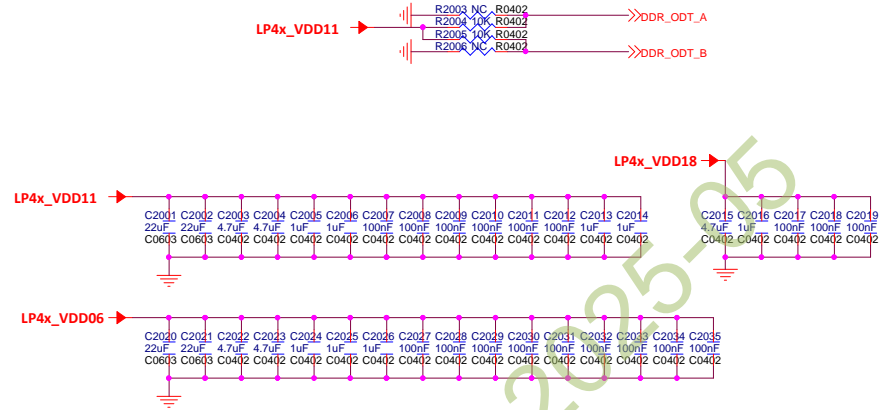 R2003 NC R0402
R2004 10K R0402
R2005 10K R0402
R2006 NC R0402
LP4x_VDD11
DDR_ODT_A
DDR_ODT_B
LP4x_VDD18
LP4x_VDD11
C2001 C2002 C2003 C2004 C2005 C2006 C2007 C2008 C2009 C2010 C2011 C2012 C2013 C2014
22uF 22uF 4.7uF 4.7uF 1uF 1uF 100nF 100nF 100nF 100nF 100nF 100nF 1uF 1uF
C0603 C0603 C0402 C0402 C0402 C0402 C0402 C0402 C0402 C0402 C0402 C0402 C0402 C0402
C2015 C2016 C2017 C2018 C2019
4.7uF 1uF 100nF 100nF 100nF
C0402 C0402 C0402 C0402 C0402
LP4x_VDD06
C2020 C2021 C2022 C2023 C2024 C2025 C2026 C2027 C2028 C2029 C2030 C2031 C2032 C2033 C2034 C2035
22uF 22uF 4.7uF 4.7uF 1uF 1uF 1uF 100nF 100nF 100nF 100nF 100nF 100nF 100nF 100nF 100nF
C0603 C0603 C0402 C0402 C0402 C0402 C0402 C0402 C0402 C0402 C0402 C0402 C0402 C0402 C0402 C0402
2025-05